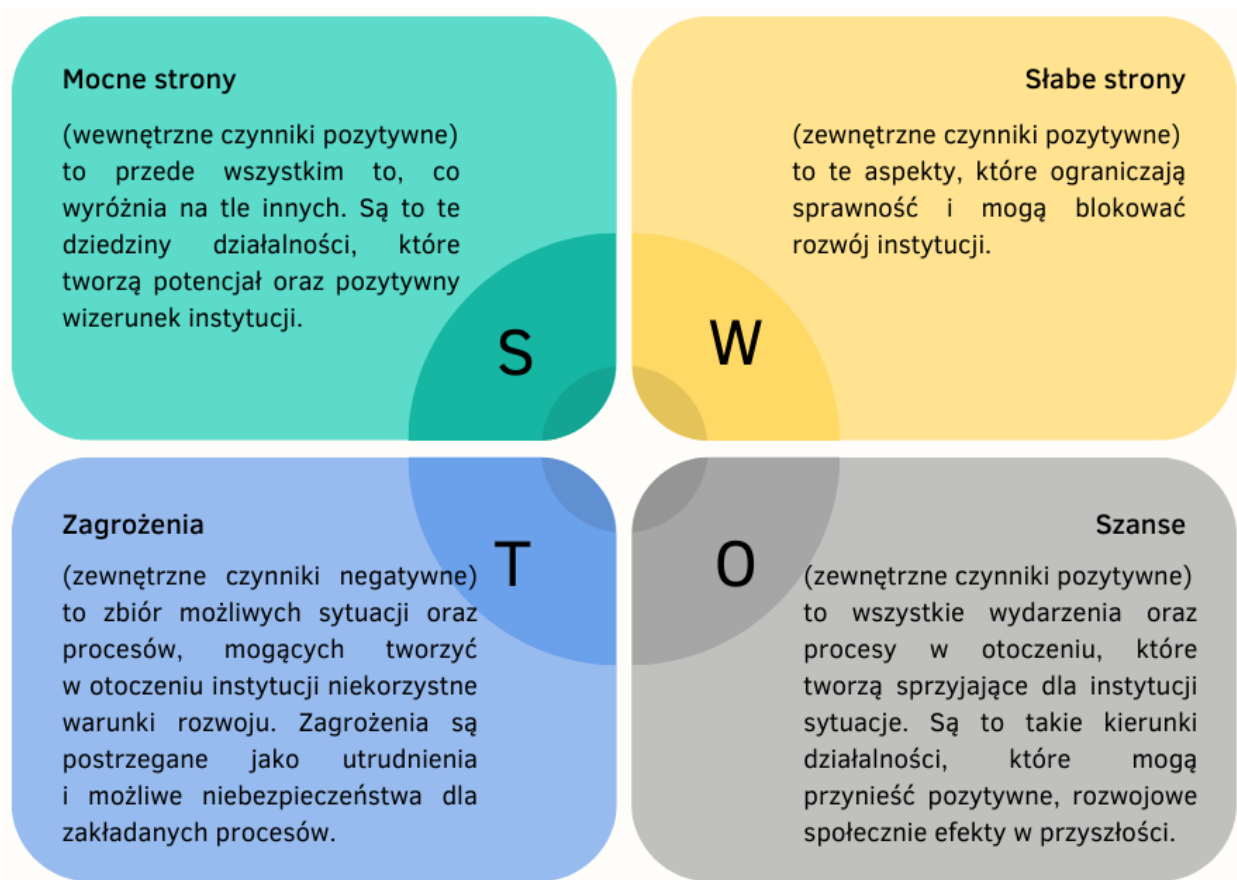 Mocne strony
(wewnętrzne czynniki pozytywne)
to przede wszystkim to, co
wyróżnia na tle innych. Są to te
dziedziny działalności, które
tworzą potencjał oraz pozytywny
wizerunek instytucji.
S
Słabe strony
(zewnętrzne czynniki pozytywne)
to te aspekty, które ograniczają
sprawność i mogą blokować
rozwój instytucji.
W
Zagrożenia
(zewnętrzne czynniki negatywne)
to zbiór możliwych sytuacji oraz
procesów, mogących tworzyć
w otoczeniu instytucji niekorzystne
warunki rozwoju. Zagrożenia są
postrzegane jako utrudnienia
i możliwe niebezpieczeństwa dla
zakładanych procesów.
T
Szanse
(zewnętrzne czynniki pozytywne)
to wszystkie wydarzenia oraz
procesy w otoczeniu, które
tworzą sprzyjające dla instytucji
sytuacje. Są to takie kierunki
działalności, które mogą
przynieść pozytywne, rozwojowe
społecznie efekty w przyszłości.
O